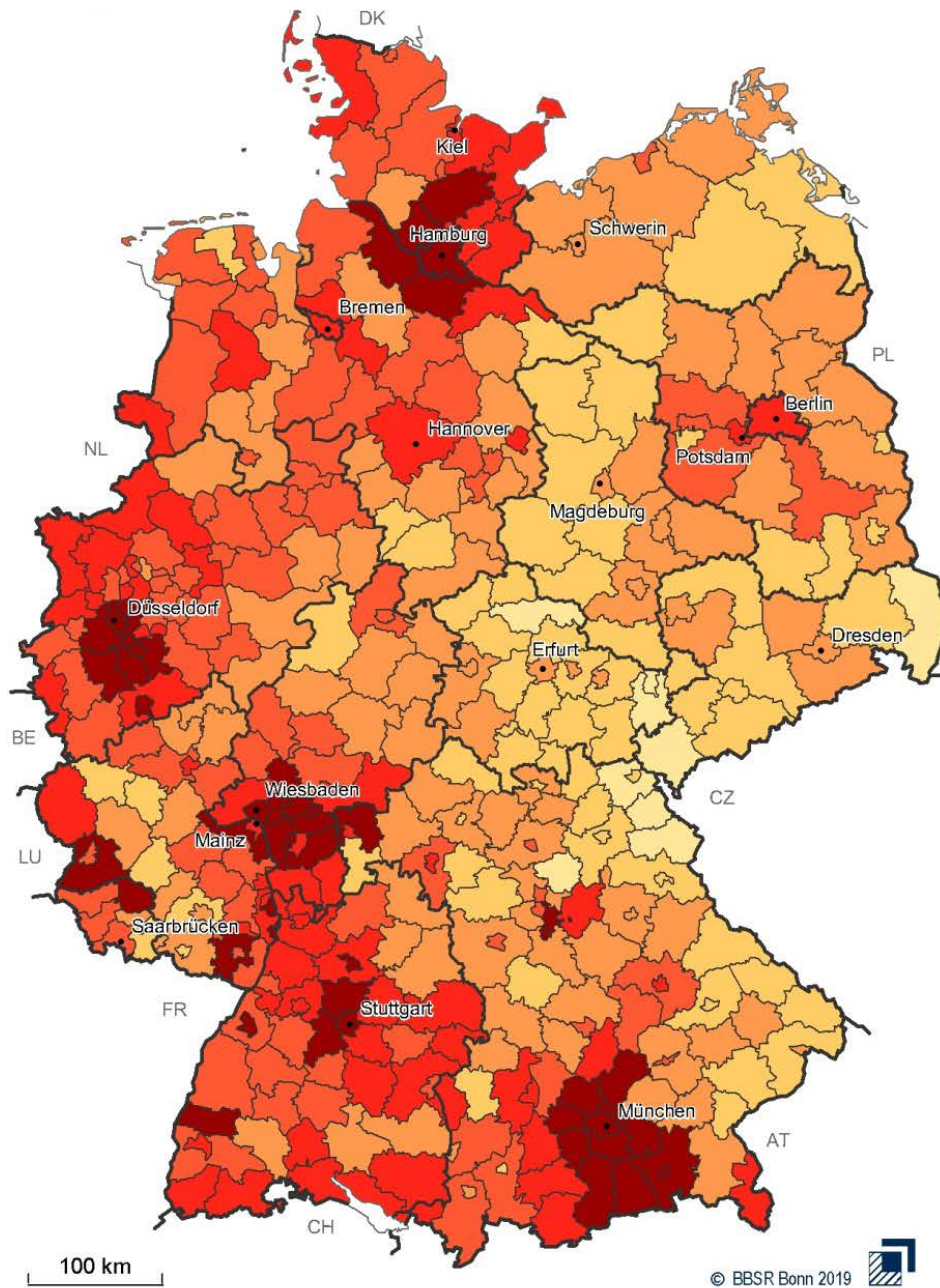 DK
Kiel
Schwerin
Hamburg
Bremen
PL
Berlin
Hannover
NL
Potsdam
Magdeburg
Düsseldorf
Erfurt
Dresden
BE
Wiesbaden
CZ
Mainz
LU
Saarbrücken
FR
Stuttgart
München
AT
CH
100 km
© BBSR Bonn 2019